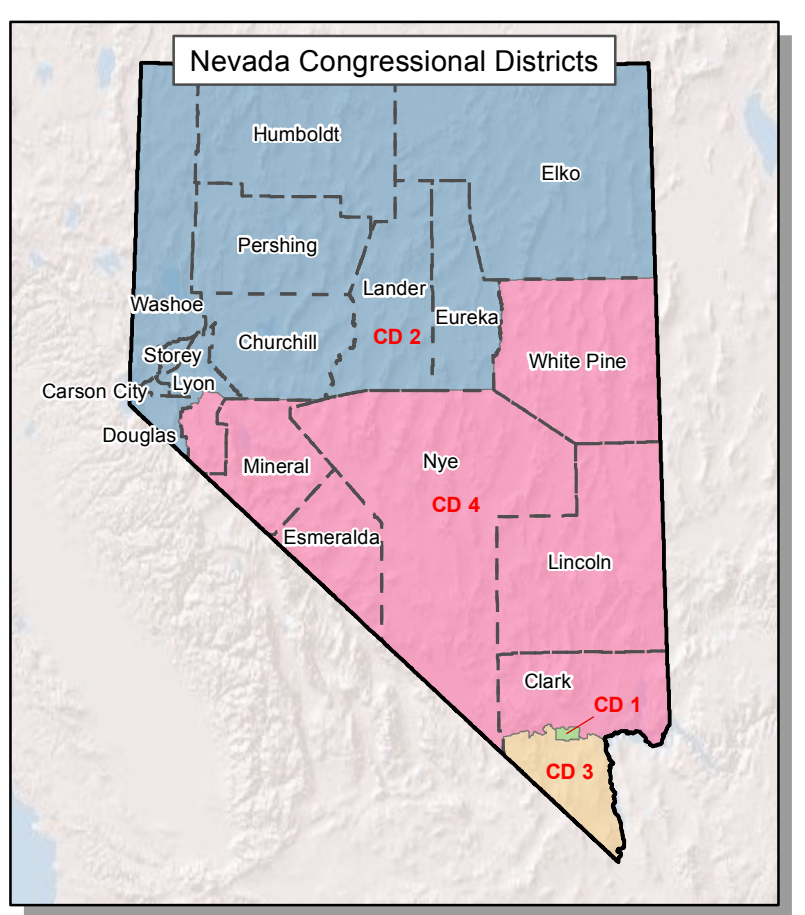 Nevada Congressional Districts
Humboldt
Elko
Pershing
Lander
Washoe
Eureka
CD 2
Churchill
Storey
White Pine
Lyon
Carson City
Douglas
Nye
Mineral
CD 4
Esmeralda
Lincoln
Clark
CD 1
CD 3